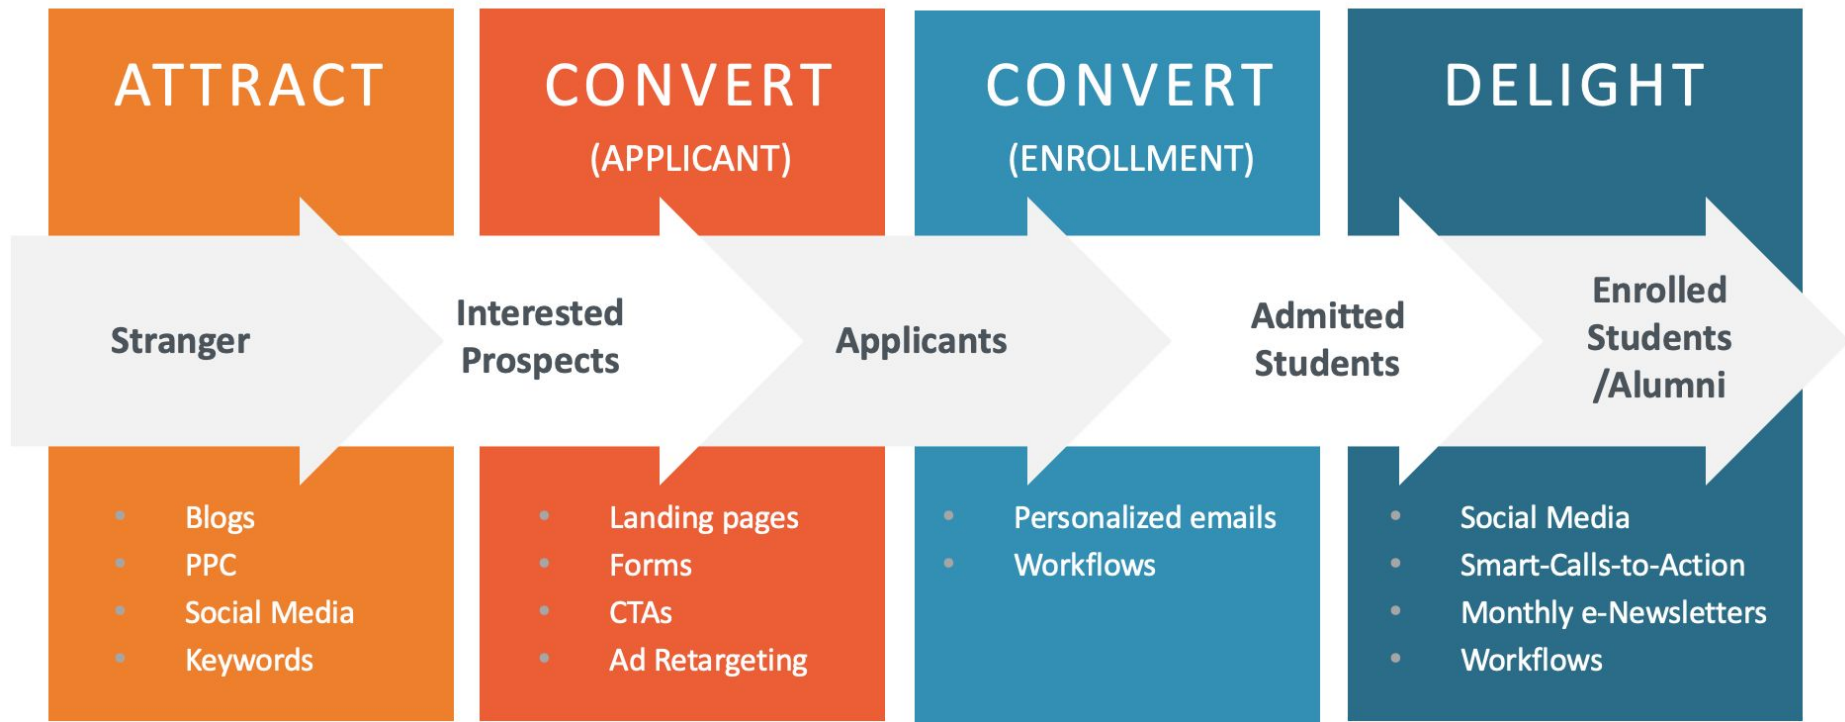 ATTRACT
CONVERT
(APPLICANT)
CONVERT
(ENROLLMENT)
DELIGHT
Stranger
Interested
Prospects
Applicants
Admitted
Students
Enrolled
Students
/Alumni
• Blogs
• PPC
• Social Media
• Keywords
• Landing pages
• Forms
• CTAs
• Ad Retargeting
• Personalized emails
• Workflows
• Social Media
• Smart-Calls-to-Action
• Monthly e-Newsletters
• Workflows